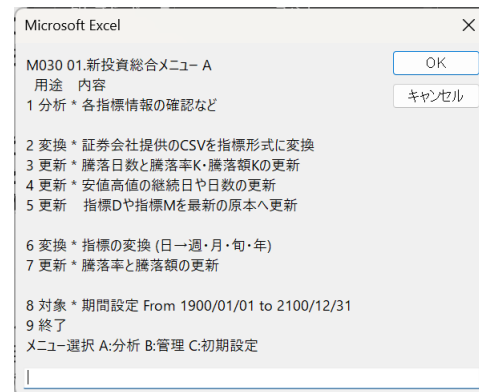 Microsoft Excel
M030 01.新投資総合メニュー A
用途　内容
1 分析 * 各指標情報の確認など
2 変換 * 証券会社提供のCSVを指標形式に変換
3 更新 * 騰落日数と騰落率K・騰落額Kの更新
4 更新 * 安値高値の継続日や日数の更新
5 更新　指標Dや指標Mを最新の原本へ更新
6 変換 * 指標の変換 (日→週・月・旬・年)
7 更新 * 騰落率と騰落額の更新
8 対象 * 期間設定 From 1900/01/01 to 2100/12/31
9 終了
メニュー選択 A:分析 B:管理 C:初期設定
OK
キャンセル